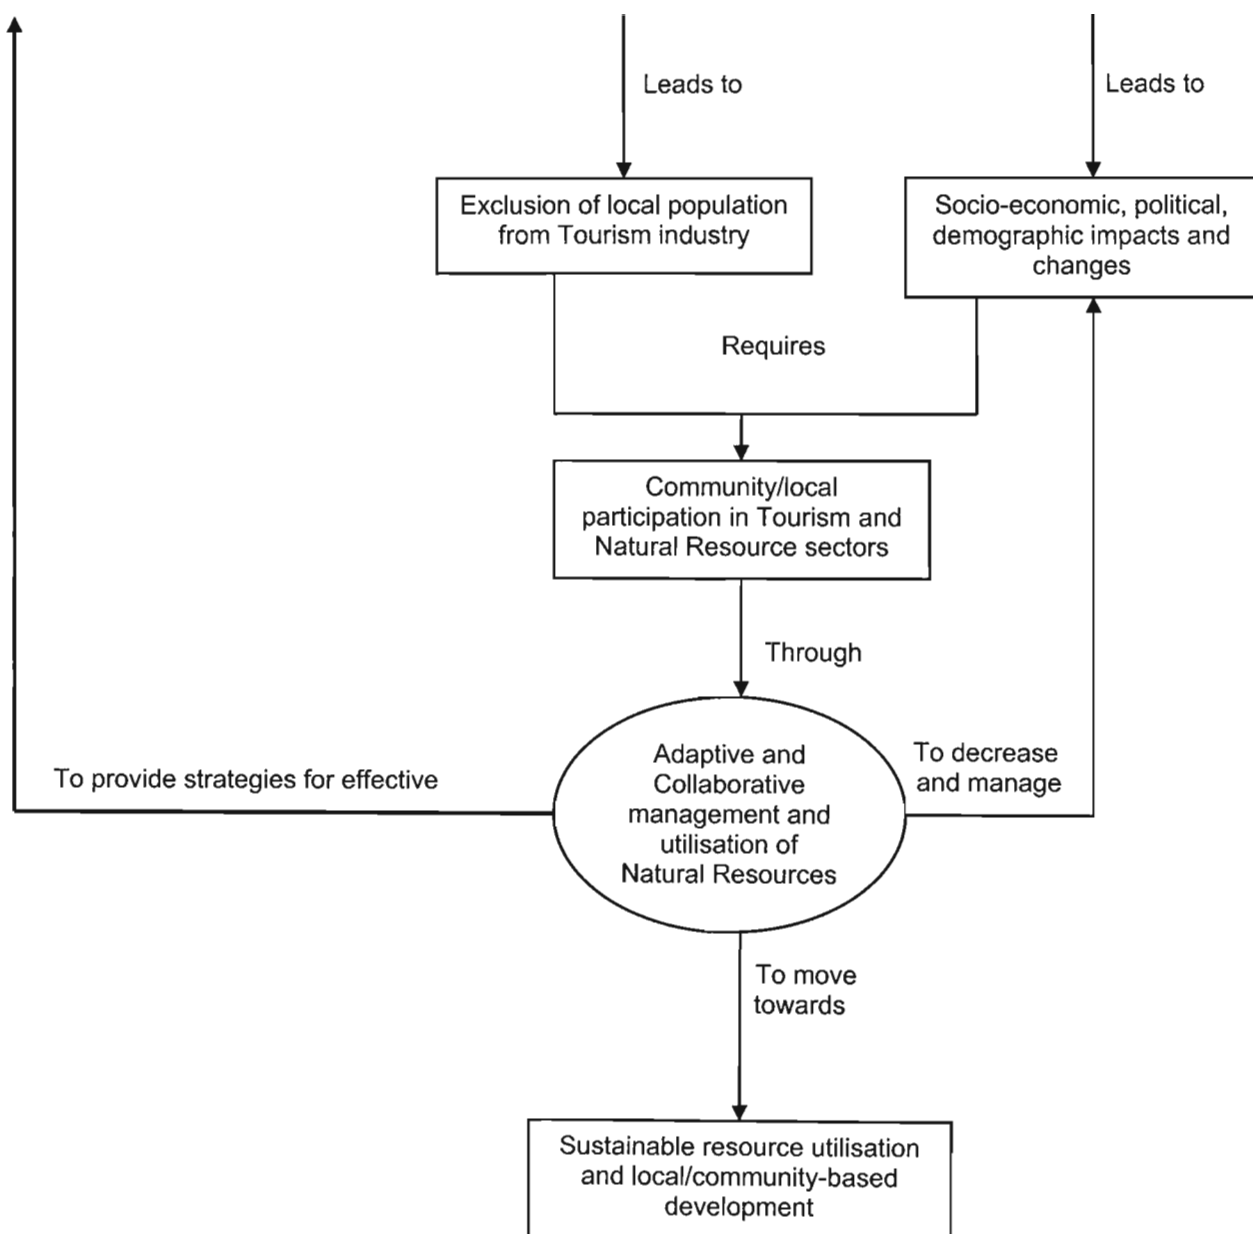 Leads to
Leads to
Exclusion of local population
from Tourism industry
Socio-economic, political,
demographic impacts and
changes
Requires
Community/local
participation in Tourism and
Natural Resource sectors
Through
Adaptive and
Collaborative
management and
utilisation of
Natural Resources
To provide strategies for effective
To decrease
and manage
To move
towards
Sustainable resource utilisation
and local/community-based
development